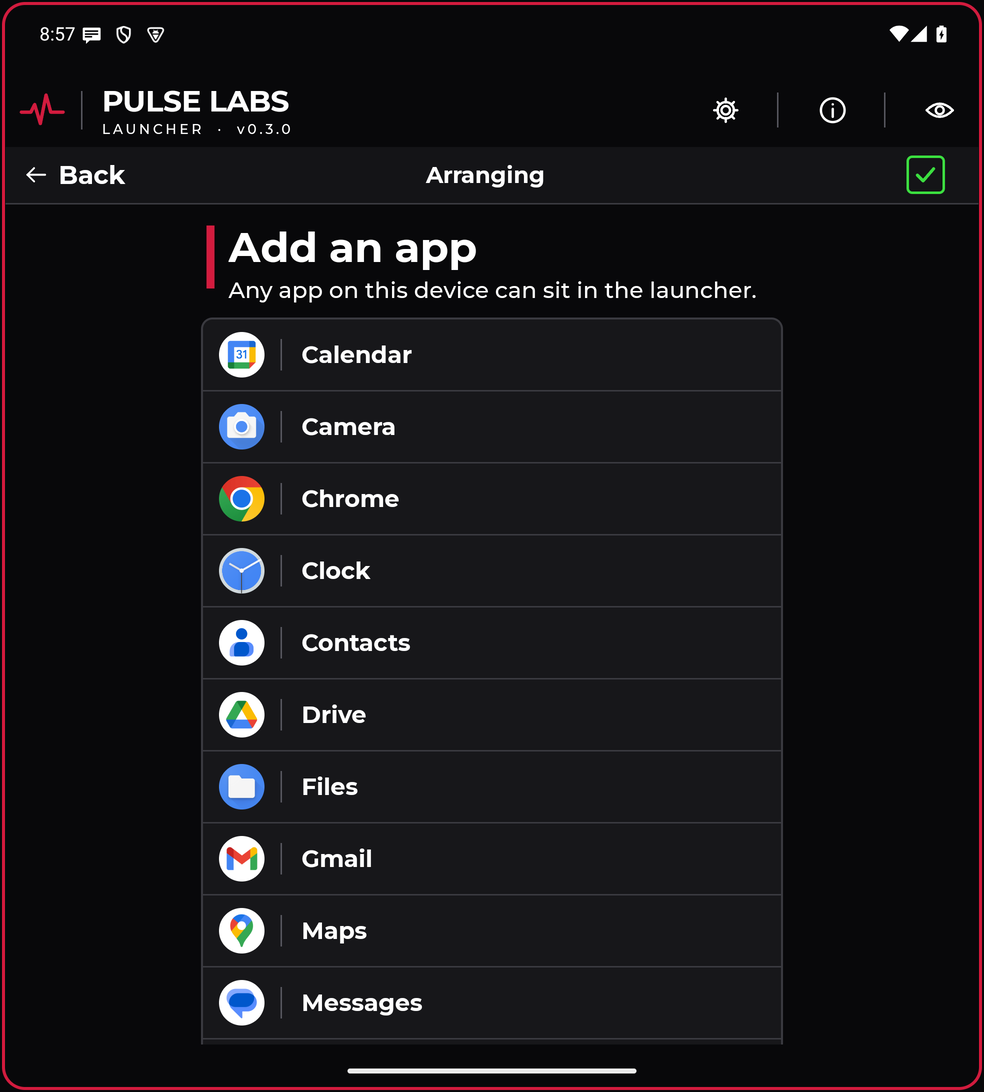 8:57
PULSE LABS
LAUNCHER · v0.3.0
Back
Arranging
Add an app
Any app on this device can sit in the launcher.
31
Calendar
Camera
Chrome
Clock
Contacts
Drive
Files
Gmail
Maps
Messages